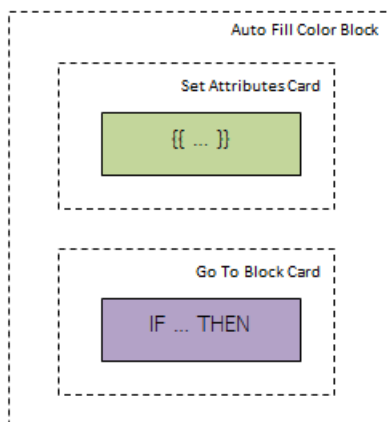 Auto Fill Color Block
Set Attributes Card
{{ ... }}
Go To Block Card
IF ... THEN